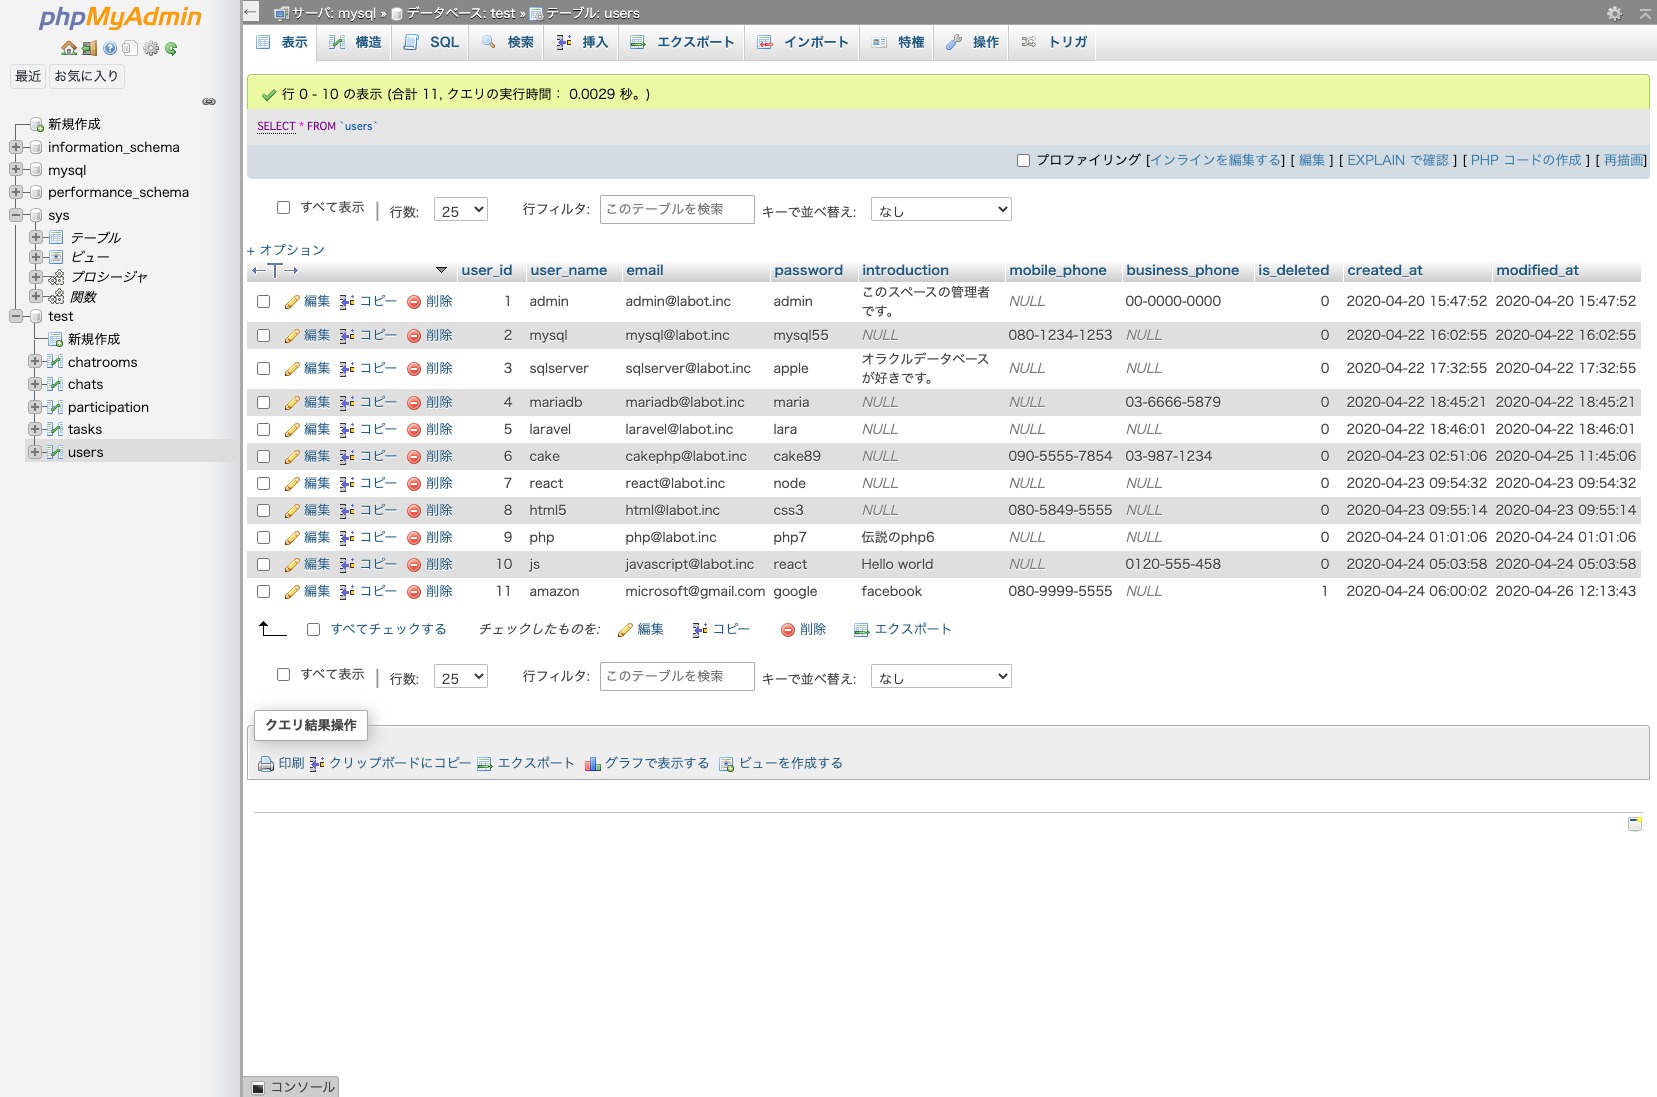 phpMyAdmin
最近 お気に入り
新規作成
information_schema
mysql
performance_schema
sys
テーブル
ビュー
プロシージャ
関数
test
新規作成
chatrooms
chats
participation
tasks
users
サーバ: mysql » データベース: test » テーブル: users
表示 構造 SQL 検索 挿入 エクスポート インポート 特権 操作 トリガ
行 0 - 10 の表示 (合計 11, クエリの実行時間： 0.0029 秒。)
SELECT * FROM `users`
プロファイリング [インラインを編集する] [ 編集 ] [ EXPLAIN で確認 ] [ PHP コードの作成 ] [ 再描画]
すべて表示 | 行数: 25 行フィルタ: このテーブルを検索 キーで並べ替え: なし
+ オプション
←T→ user_id user_name email password introduction mobile_phone business_phone is_deleted created_at modified_at
編集 コピー 削除 1 admin admin@labot.inc admin このスペースの管理者です。 NULL 00-0000-0000 0 2020-04-20 15:47:52 2020-04-20 15:47:52
編集 コピー 削除 2 mysql mysql@labot.inc mysql55 NULL 080-1234-1253 NULL 0 2020-04-22 16:02:55 2020-04-22 16:02:55
編集 コピー 削除 3 sqlserver sqlserver@labot.inc apple オラクルデータベースが好きです。 NULL NULL 0 2020-04-22 17:32:55 2020-04-22 17:32:55
編集 コピー 削除 4 mariadb mariadb@labot.inc maria NULL NULL 03-6666-5879 0 2020-04-22 18:45:21 2020-04-22 18:45:21
編集 コピー 削除 5 laravel laravel@labot.inc lara NULL NULL NULL 0 2020-04-22 18:46:01 2020-04-22 18:46:01
編集 コピー 削除 6 cake cakephp@labot.inc cake89 NULL 090-5555-7854 03-987-1234 0 2020-04-23 02:51:06 2020-04-25 11:45:06
編集 コピー 削除 7 react react@labot.inc node NULL NULL NULL 0 2020-04-23 09:54:32 2020-04-23 09:54:32
編集 コピー 削除 8 html5 html@labot.inc css3 NULL 080-5849-5555 NULL 0 2020-04-23 09:55:14 2020-04-23 09:55:14
編集 コピー 削除 9 php php@labot.inc php7 伝説のphp6 NULL NULL 0 2020-04-24 01:01:06 2020-04-24 01:01:06
編集 コピー 削除 10 js javascript@labot.inc react Hello world NULL 0120-555-458 0 2020-04-24 05:03:58 2020-04-24 05:03:58
編集 コピー 削除 11 amazon microsoft@gmail.com google facebook 080-9999-5555 NULL 1 2020-04-24 06:00:02 2020-04-26 12:13:43
すべてチェックする チェックしたものを: 編集 コピー 削除 エクスポート
すべて表示 | 行数: 25 行フィルタ: このテーブルを検索 キーで並べ替え: なし
クエリ結果操作
印刷 クリップボードにコピー エクスポート グラフで表示する ビューを作成する
コンソール